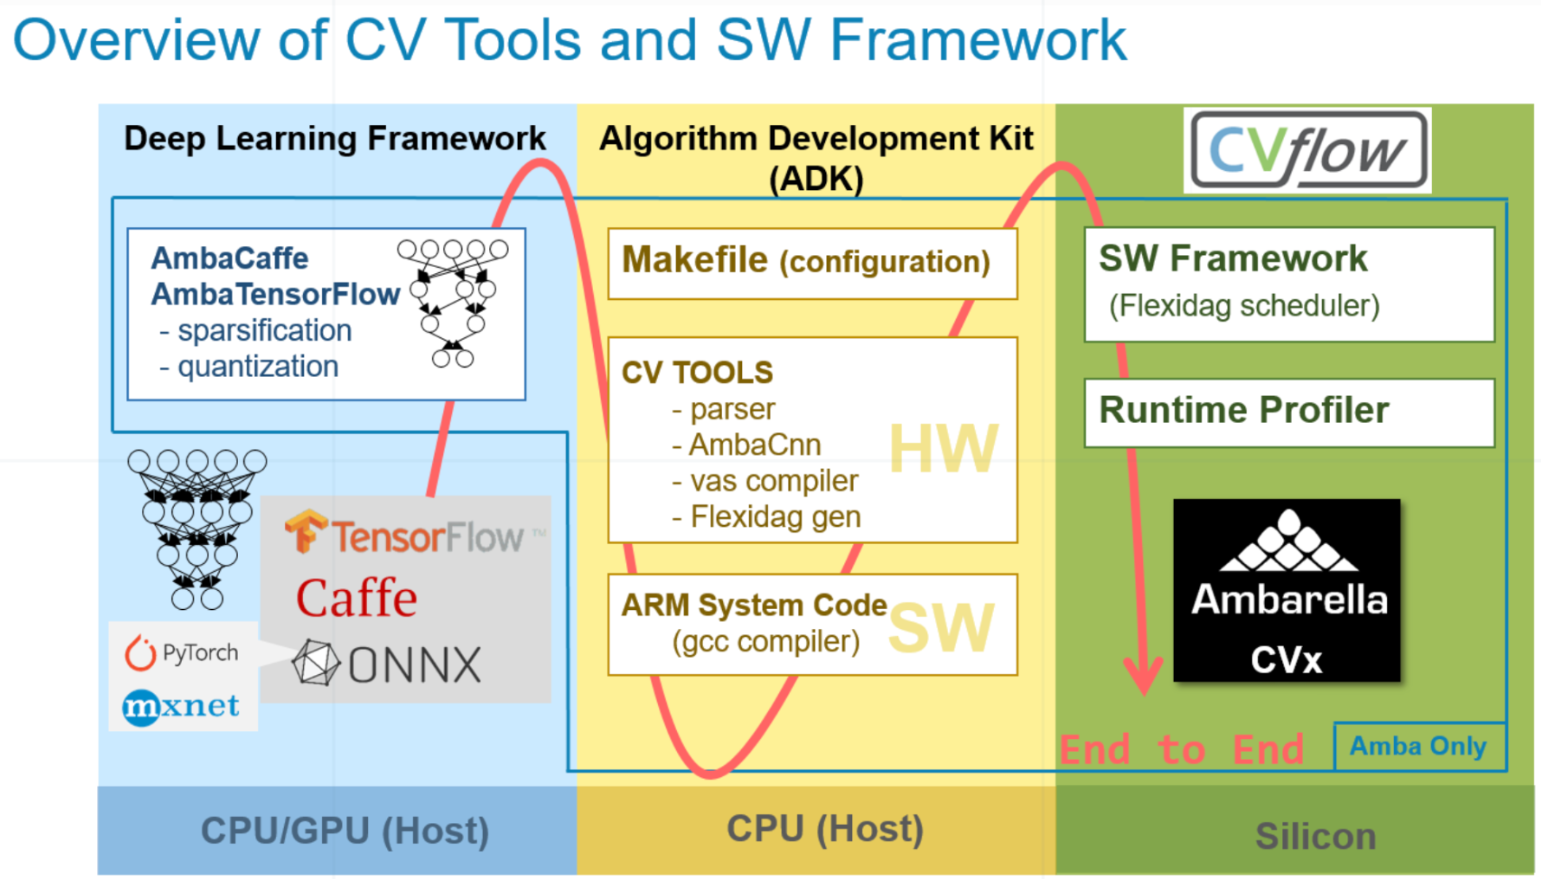 Overview of CV Tools and SW Framework
Deep Learning Framework
AmbaCaffe
AmbaTensorFlow
- sparsification
- quantization
TensorFlow™
Caffe
ONNX
PyTorch
mxnet
CPU/GPU (Host)
Algorithm Development Kit
(ADK)
Makefile (configuration)
CV TOOLS
- parser
- AmbaCnn
- vas compiler
- Flexidag gen
HW
ARM System Code
(gcc compiler)
SW
CPU (Host)
CVflow
SW Framework
(Flexidag scheduler)
Runtime Profiler
Ambarella
CVx
End to End
Amba Only
Silicon